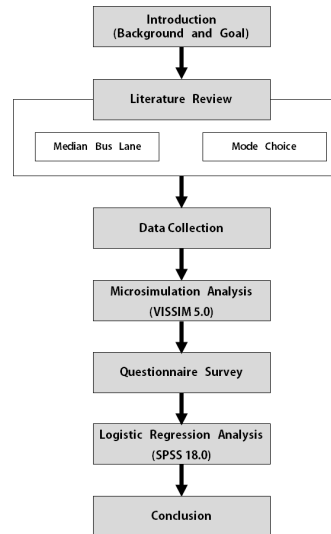 Introduction
(Background and Goal)
Literature Review
Median Bus Lane
Mode Choice
Data Collection
Microsimulation Analysis
(VISSIM 5.0)
Questionnaire Survey
Logistic Regression Analysis
(SPSS 18.0)
Conclusion